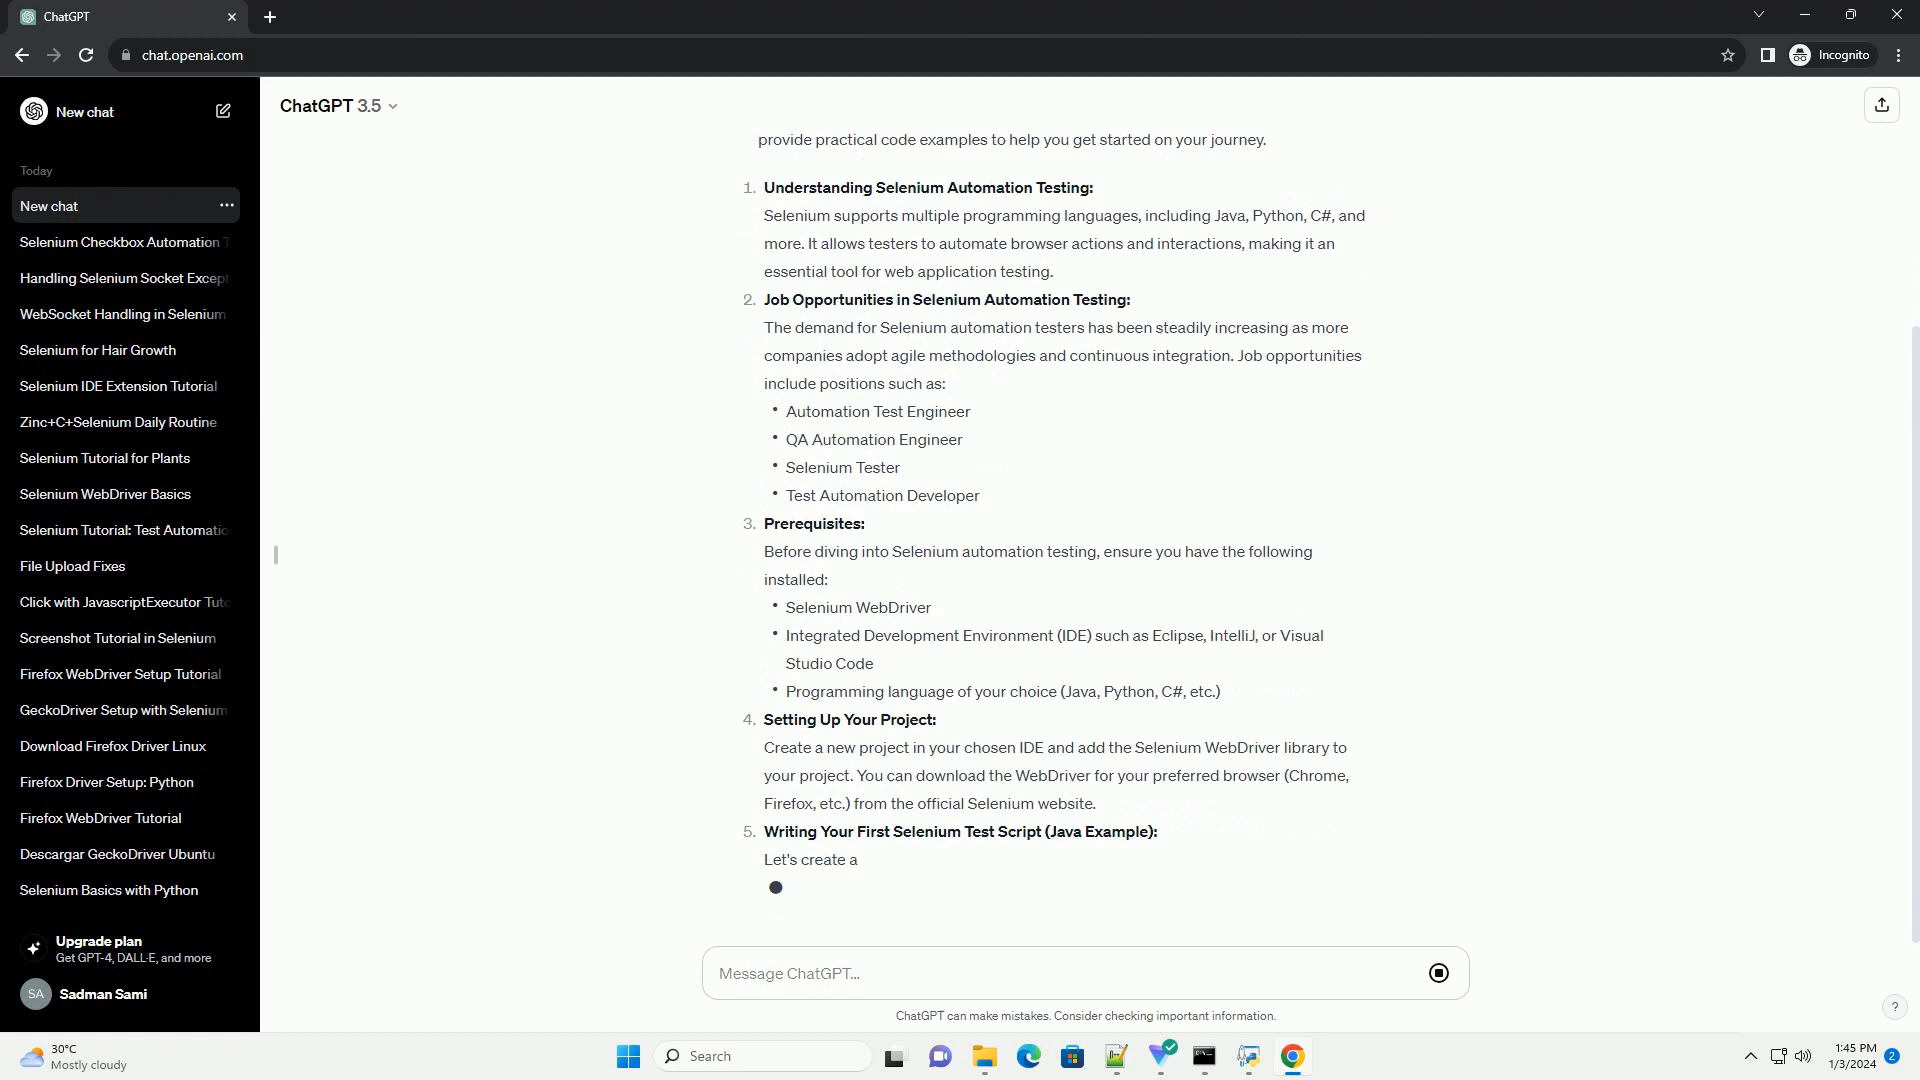 ChatGPT
chat.openai.com
Incognito
New chat
Today
New chat
Selenium Checkbox Automation T
Handling Selenium Socket Except
WebSocket Handling in Selenium
Selenium for Hair Growth
Selenium IDE Extension Tutorial
Zinc+C+Selenium Daily Routine
Selenium Tutorial for Plants
Selenium WebDriver Basics
Selenium Tutorial: Test Automatio
File Upload Fixes
Click with JavascriptExecutor Tuto
Screenshot Tutorial in Selenium
Firefox WebDriver Setup Tutorial
GeckoDriver Setup with Selenium
Download Firefox Driver Linux
Firefox Driver Setup: Python
Firefox WebDriver Tutorial
Descargar GeckoDriver Ubuntu
Selenium Basics with Python
Upgrade plan
Get GPT-4, DALL·E, and more
SA Sadman Sami
ChatGPT 3.5
provide practical code examples to help you get started on your journey.
1. Understanding Selenium Automation Testing:
Selenium supports multiple programming languages, including Java, Python, C#, and
more. It allows testers to automate browser actions and interactions, making it an
essential tool for web application testing.
2. Job Opportunities in Selenium Automation Testing:
The demand for Selenium automation testers has been steadily increasing as more
companies adopt agile methodologies and continuous integration. Job opportunities
include positions such as:
• Automation Test Engineer
• QA Automation Engineer
• Selenium Tester
• Test Automation Developer
3. Prerequisites:
Before diving into Selenium automation testing, ensure you have the following
installed:
• Selenium WebDriver
• Integrated Development Environment (IDE) such as Eclipse, IntelliJ, or Visual
Studio Code
• Programming language of your choice (Java, Python, C#, etc.)
4. Setting Up Your Project:
Create a new project in your chosen IDE and add the Selenium WebDriver library to
your project. You can download the WebDriver for your preferred browser (Chrome,
Firefox, etc.) from the official Selenium website.
5. Writing Your First Selenium Test Script (Java Example):
Let's create a
Message ChatGPT...
ChatGPT can make mistakes. Consider checking important information.
?
30°C
Mostly cloudy
Search
1:45 PM
1/3/2024
2